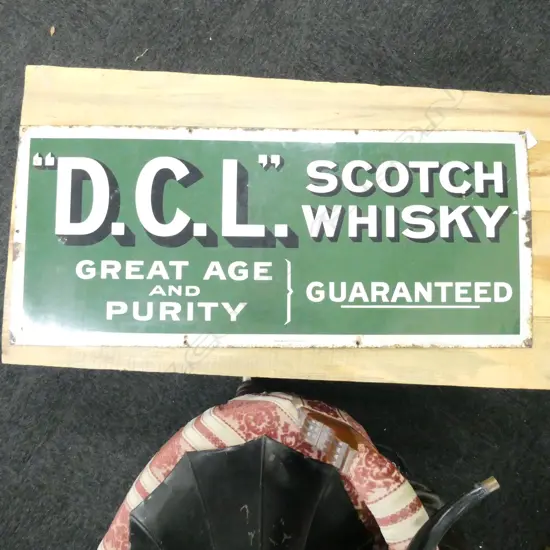 "D.C.L". SCOTCH
WHISKY
GREAT AGE
AND
PURITY } GUARANTEED